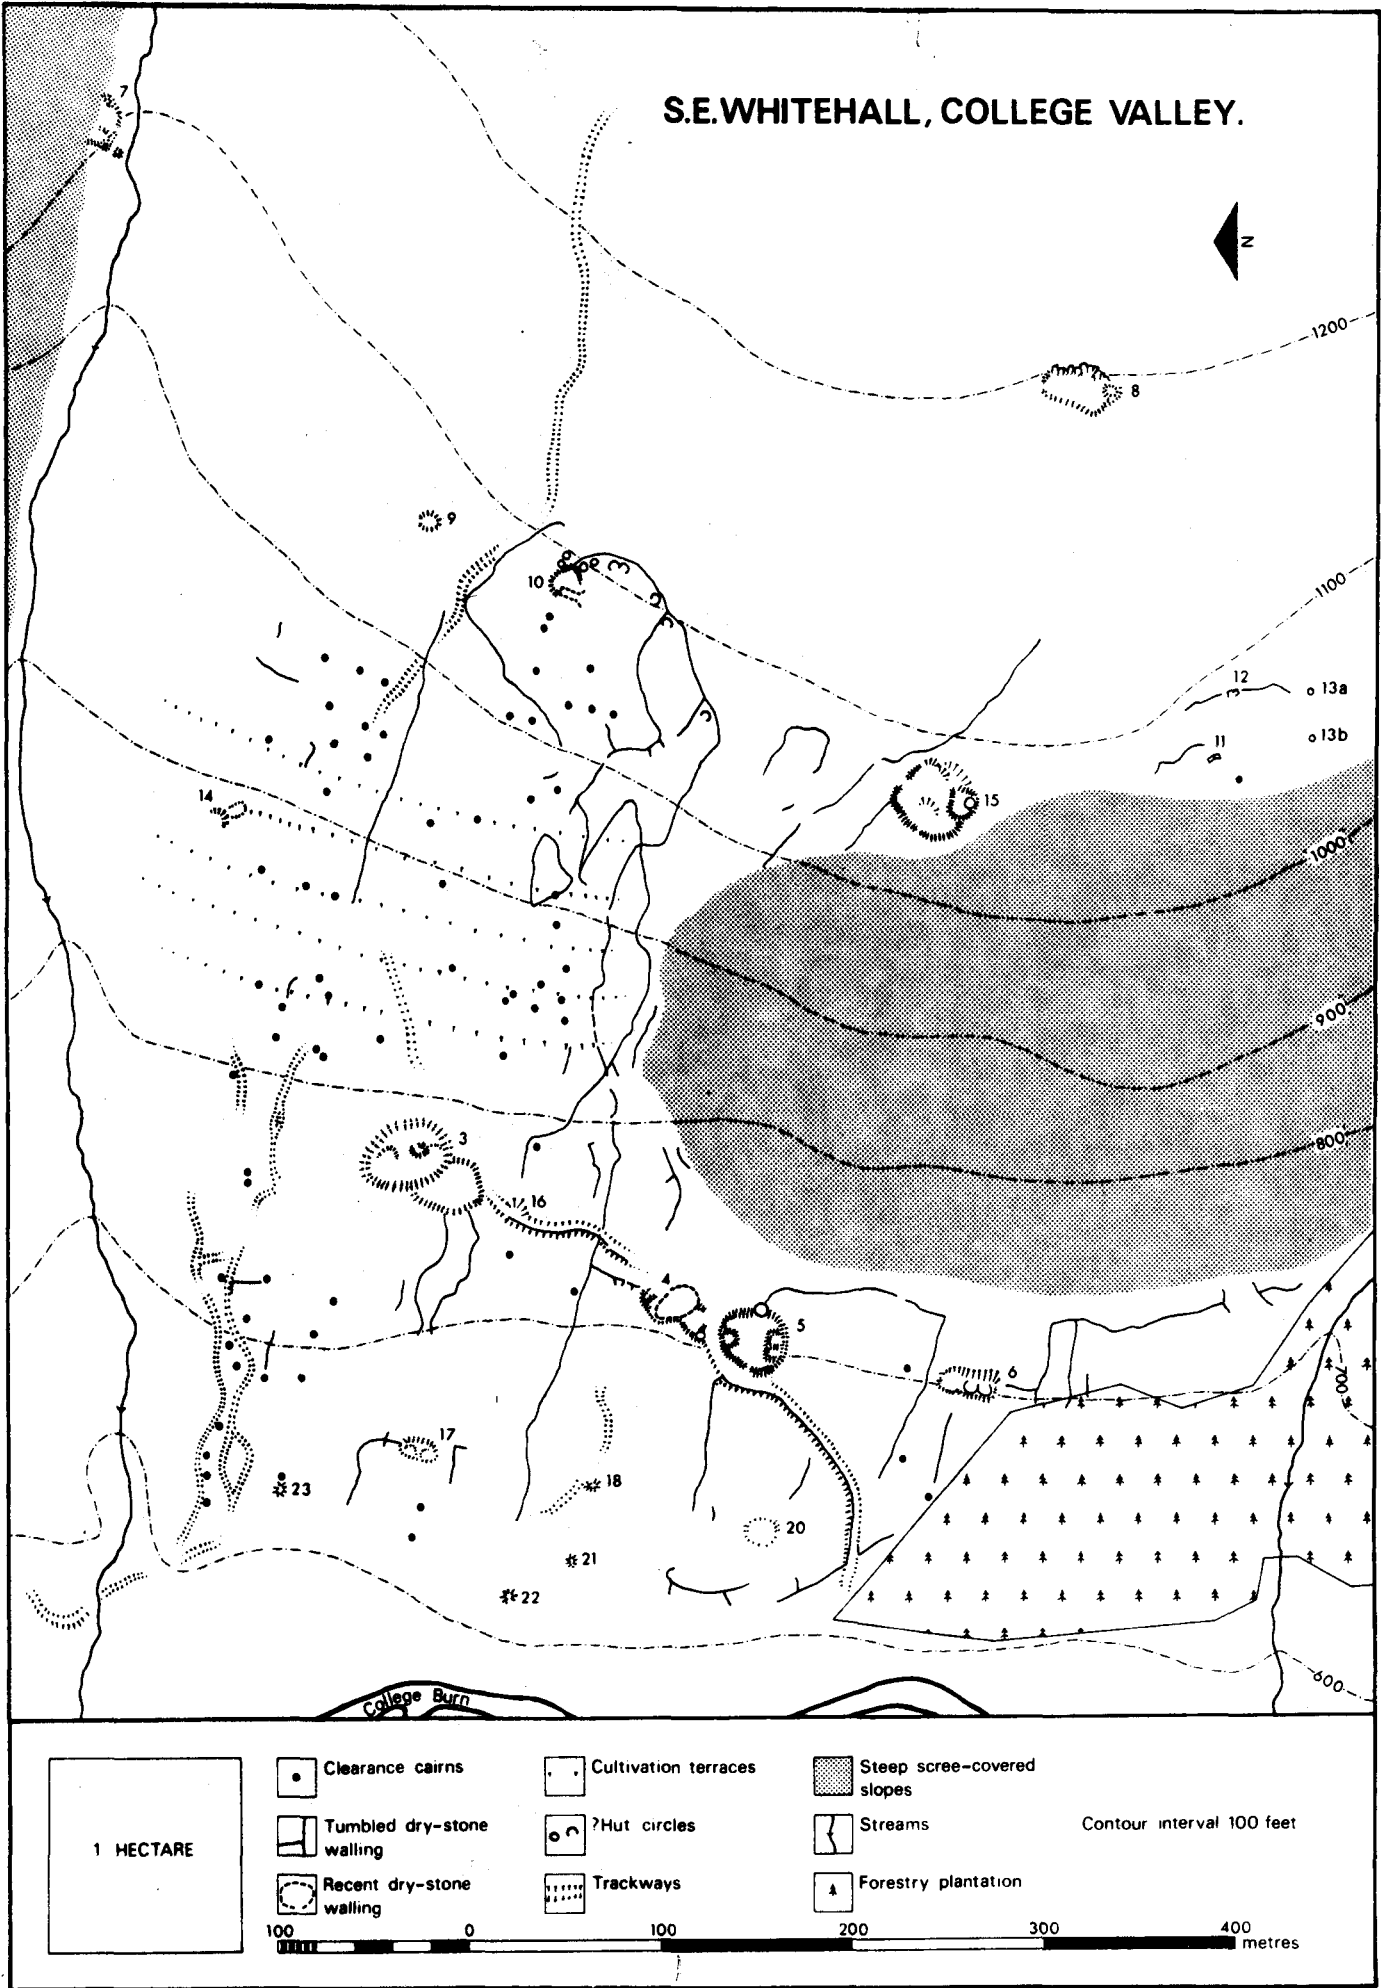 S.E.WHITEHALL, COLLEGE VALLEY.
7
N
1200
8
9
1100
10
12
13a
13b
11
14
15
1000
900
800
3
16
4
5
6
700
17
18
23
20
21
22
600
College Burn
1 HECTARE
Clearance cairns
Tumbled dry-stone
walling
Recent dry-stone
walling
Cultivation terraces
?Hut circles
Trackways
Steep scree-covered
slopes
Streams
Forestry plantation
Contour interval 100 feet
100 0 100 200 300 400
metres